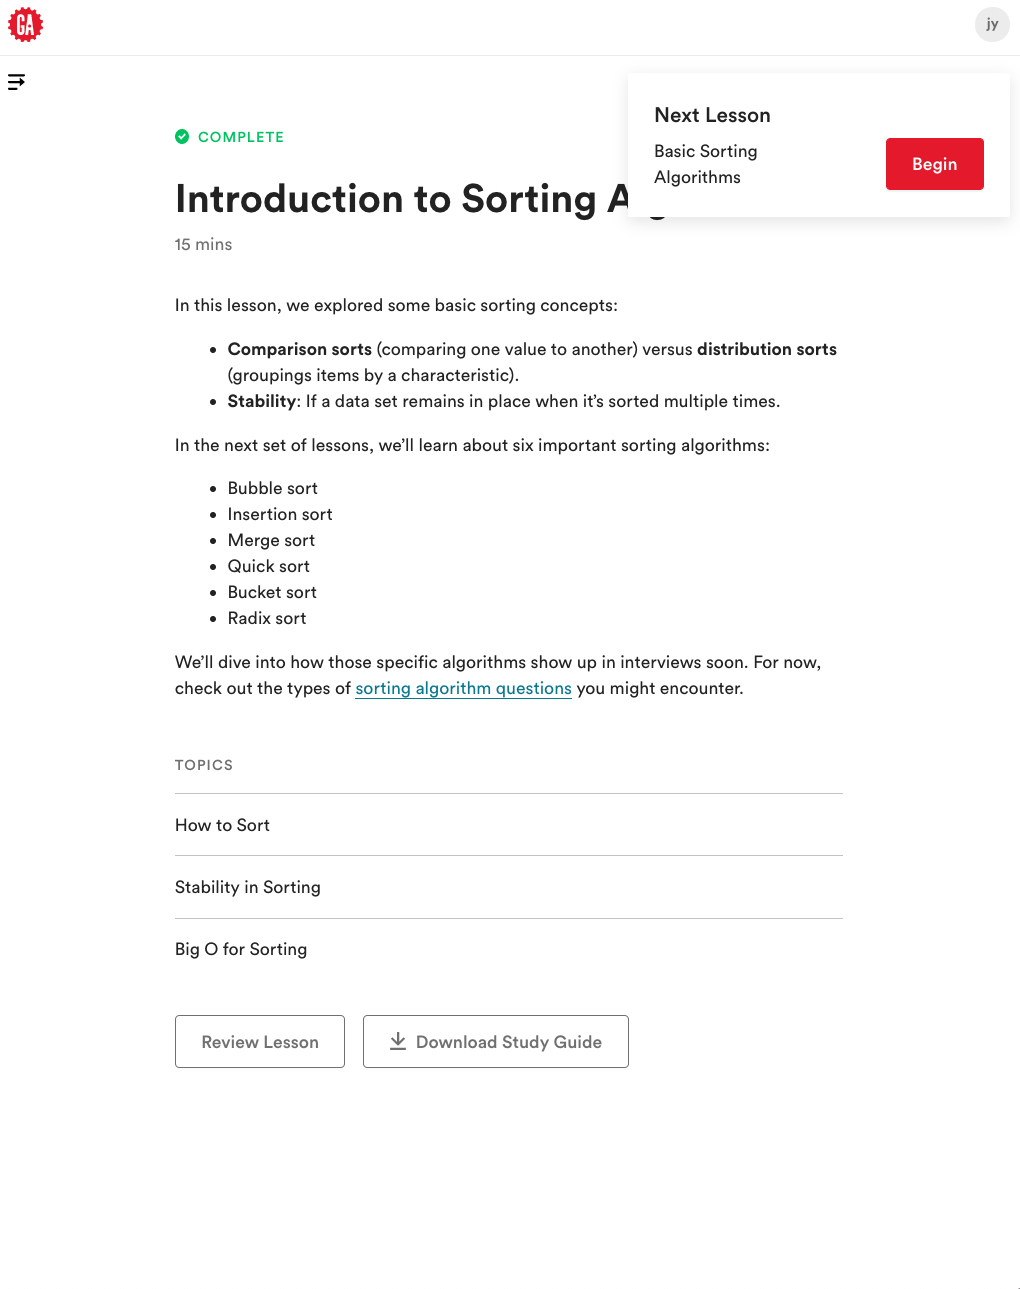 GA
jy
Next Lesson
Basic Sorting
Algorithms
Begin
COMPLETE
Introduction to Sorting
15 mins
In this lesson, we explored some basic sorting concepts:
Comparison sorts (comparing one value to another) versus distribution sorts
(groupings items by a characteristic).
Stability: If a data set remains in place when it’s sorted multiple times.
In the next set of lessons, we’ll learn about six important sorting algorithms:
Bubble sort
Insertion sort
Merge sort
Quick sort
Bucket sort
Radix sort
We’ll dive into how those specific algorithms show up in interviews soon. For now,
check out the types of sorting algorithm questions you might encounter.
TOPICS
How to Sort
Stability in Sorting
Big O for Sorting
Review Lesson
Download Study Guide